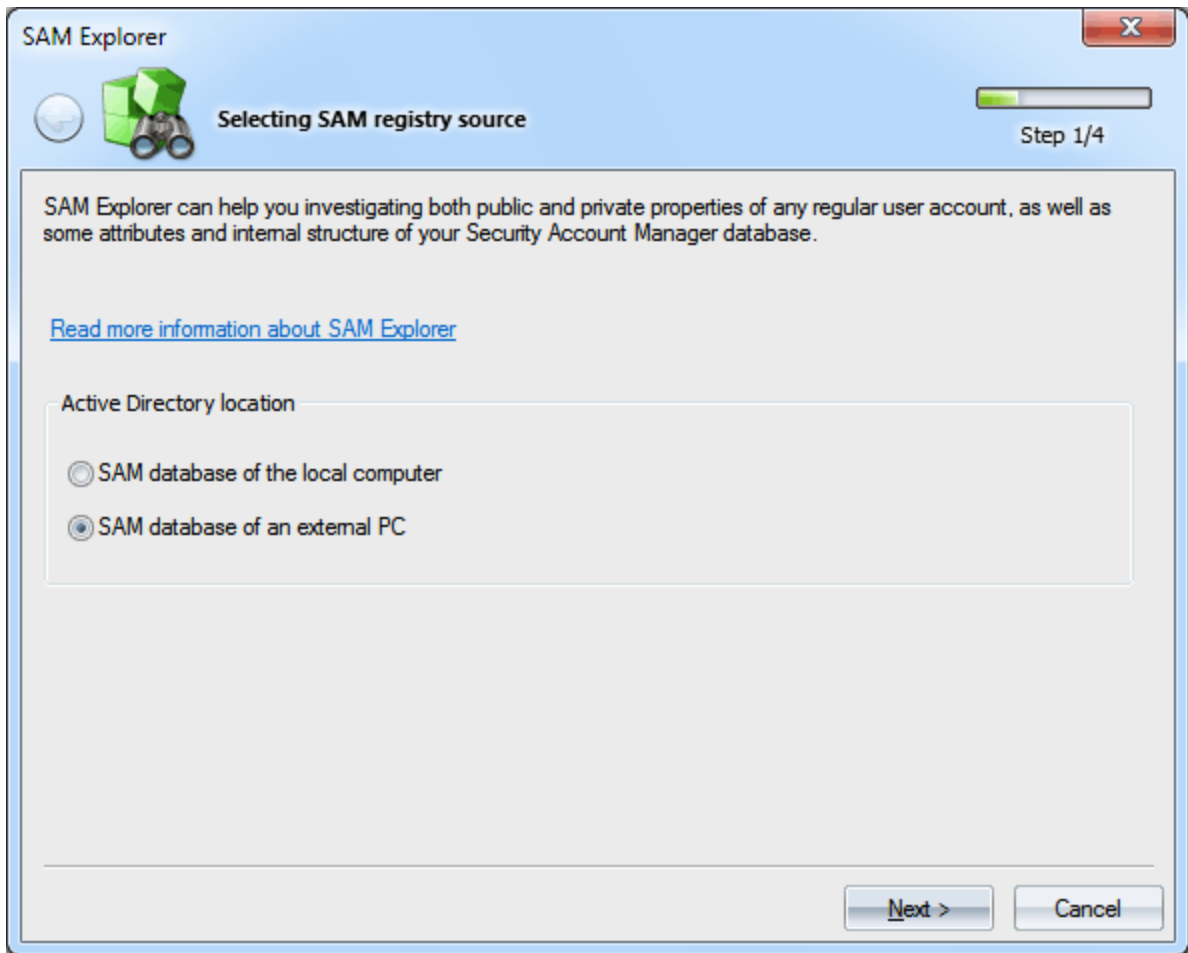 SAM Explorer
Selecting SAM registry source
Step 1/4
SAM Explorer can help you investigating both public and private properties of any regular user account, as well as
some attributes and internal structure of your Security Account Manager database.
Read more information about SAM Explorer
Active Directory location
SAM database of the local computer
SAM database of an external PC
Next >
Cancel